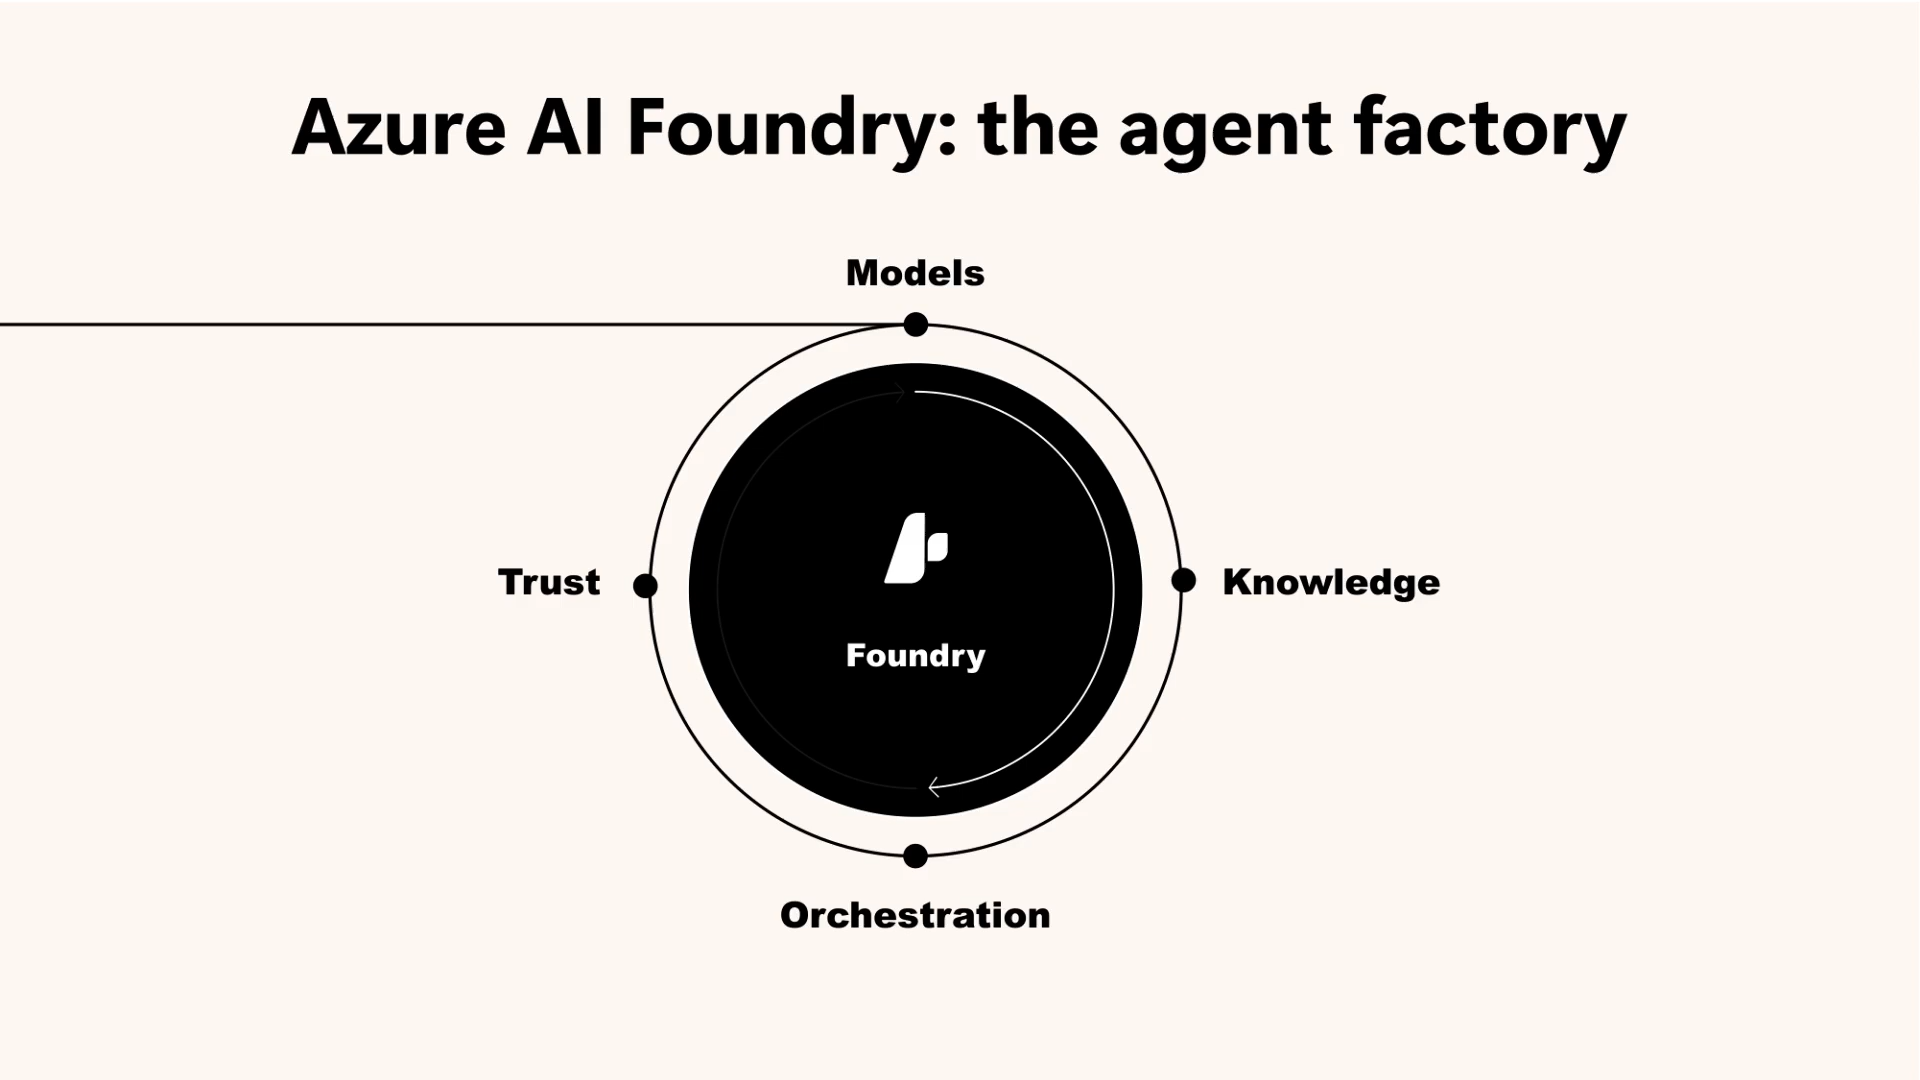 Azure AI Foundry: the agent factory
Models
Trust
Knowledge
Foundry
Orchestration